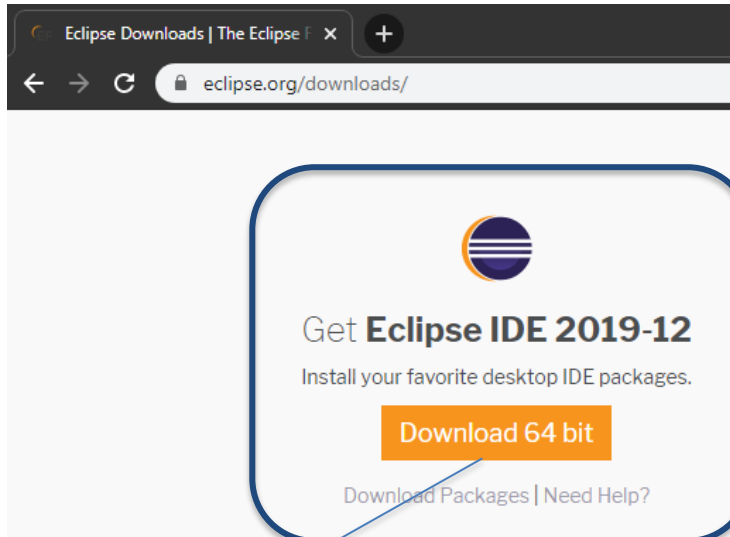 Eclipse Downloads | The Eclipse F
eclipse.org/downloads/
Get Eclipse IDE 2019-12
Install your favorite desktop IDE packages.
Download 64 bit
Download Packages | Need Help?